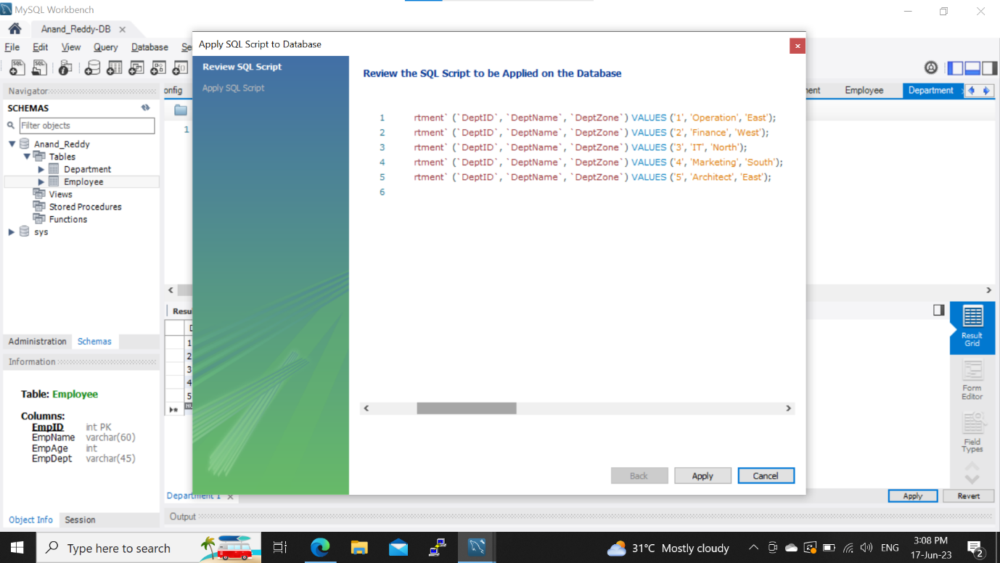 MySQL Workbench
Anand_Reddy-DB
File Edit View Query Database Se
Apply SQL Script to Database
Review SQL Script
Apply SQL Script
Review the SQL Script to be Applied on the Database
1 rtment` (`DeptID`, `DeptName`, `DeptZone`) VALUES ('1', 'Operation', 'East');
2 rtment` (`DeptID`, `DeptName`, `DeptZone`) VALUES ('2', 'Finance', 'West');
3 rtment` (`DeptID`, `DeptName`, `DeptZone`) VALUES ('3', 'IT', 'North');
4 rtment` (`DeptID`, `DeptName`, `DeptZone`) VALUES ('4', 'Marketing', 'South');
5 rtment` (`DeptID`, `DeptName`, `DeptZone`) VALUES ('5', 'Architect', 'East');
6
Back Apply Cancel
Navigator
SCHEMAS
Filter objects
Anand_Reddy
Tables
Department
Employee
Views
Stored Procedures
Functions
sys
Administration Schemas
Information
Table: Employee
Columns:
EmpID int PK
EmpName varchar(60)
EmpAge int
EmpDept varchar(45)
Object Info Session
onfig
1
Resu
D
1
2
3
4
5
NU
Department 1
Output
ment Employee Department
Result
Grid
Form
Editor
Field
Types
Apply Revert
Type here to search
31°C Mostly cloudy
ENG
3:08 PM
17-Jun-23
2